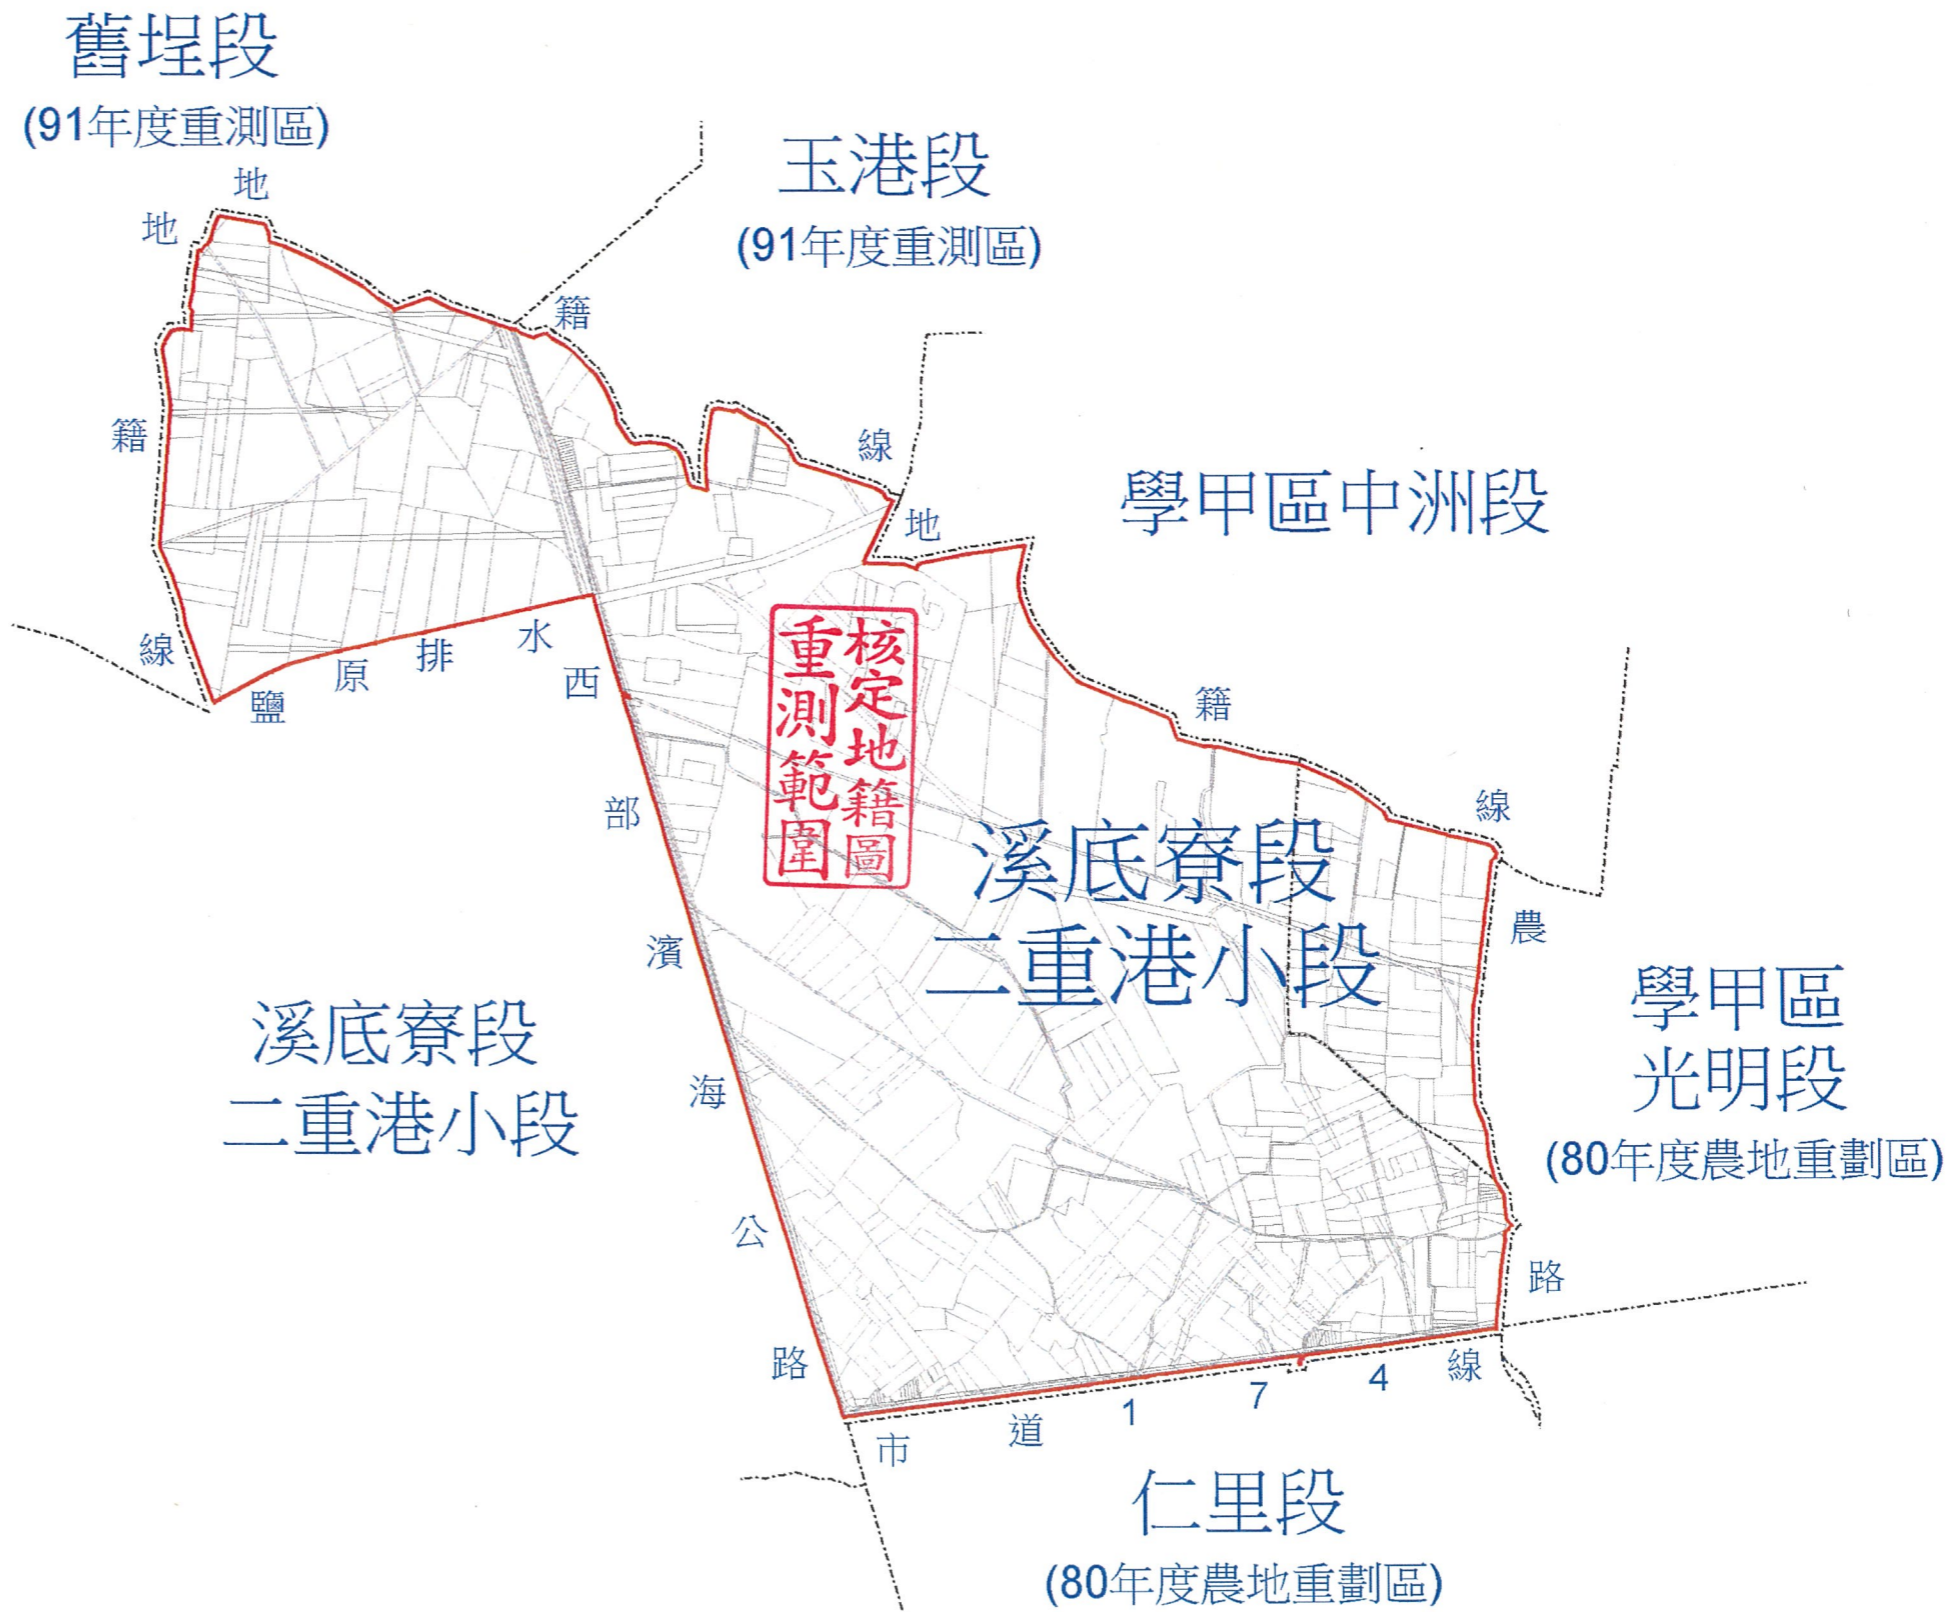 舊埕段
(91年度重測區)
玉港段
(91年度重測區)
地籍線
地籍線
學甲區中洲段
地籍線
鹽原排水
西部濱海公路
核定地籍圖
重測範圍
溪底寮段
二重港小段
農路
溪底寮段
二重港小段
學甲區
光明段
(80年度農地重劃區)
市道174線
仁里段
(80年度農地重劃區)